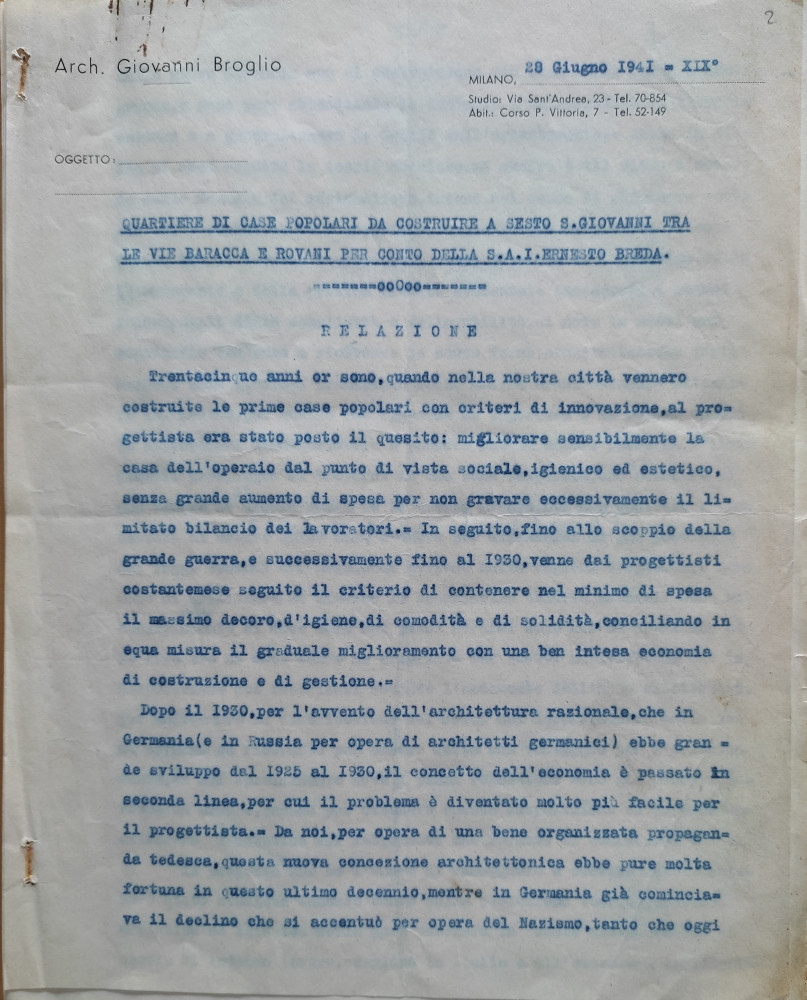 2
Arch. Giovanni Broglio
MILANO, 28 Giugno 1941 = XIX°
Studio: Via Sant'Andrea, 23 - Tel. 70-854
Abit.: Corso P. Vittoria, 7 - Tel. 52-149
OGGETTO:
QUARTIERE DI CASE POPOLARI DA COSTRUIRE A SESTO S.GIOVANNI TRA
LE VIE BARACCA E ROVANI PER CONTO DELLA S.A.I.ERNESTO BREDA.
=======ooOoo=======
R E L A Z I O N E
Trentacinque anni or sono,quando nella nostra città vennero
costruite le prime case popolari con criteri di innovazione,al pro=
gettista era stato posto il quesito: migliorare sensibilmente la
casa dell'operaio dal punto di vista sociale,igienico ed estetico,
senza grande aumento di spesa per non gravare eccessivamente il li=
mitato bilancio dei lavoratori.= In seguito,fino allo scoppio della
grande guerra,e successivamente fino al 1930,venne dai progettisti
costantemese seguito il criterio di contenere nel minimo di spesa
il massimo decoro,d'igiene,di comodità e di solidità,conciliando in
equa misura il graduale miglioramento con una ben intesa economia
di costruzione e di gestione.=
Dopo il 1930,per l'avvento dell'architettura razionale,che in
Germania(e in Russia per opera di architetti germanici) ebbe gran =
de sviluppo dal 1925 al 1930,il concetto dell'economia è passato in
seconda linea,per cui il problema è diventato molto più facile per
il progettista.= Da noi,per opera di una bene organizzata propagan=
da tedesca,questa nuova concezione architettonica ebbe pure molta
fortuna in questo ultimo decennio,mentre in Germania già comincia=
va il declino che si accentuò per opera del Nazismo,tanto che oggi